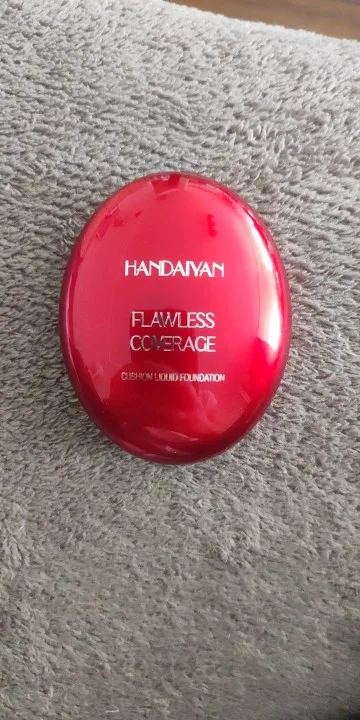 HANDAIYAN
FLAWLESS
COVERAGE
CUSHION LIQUID FOUNDATION